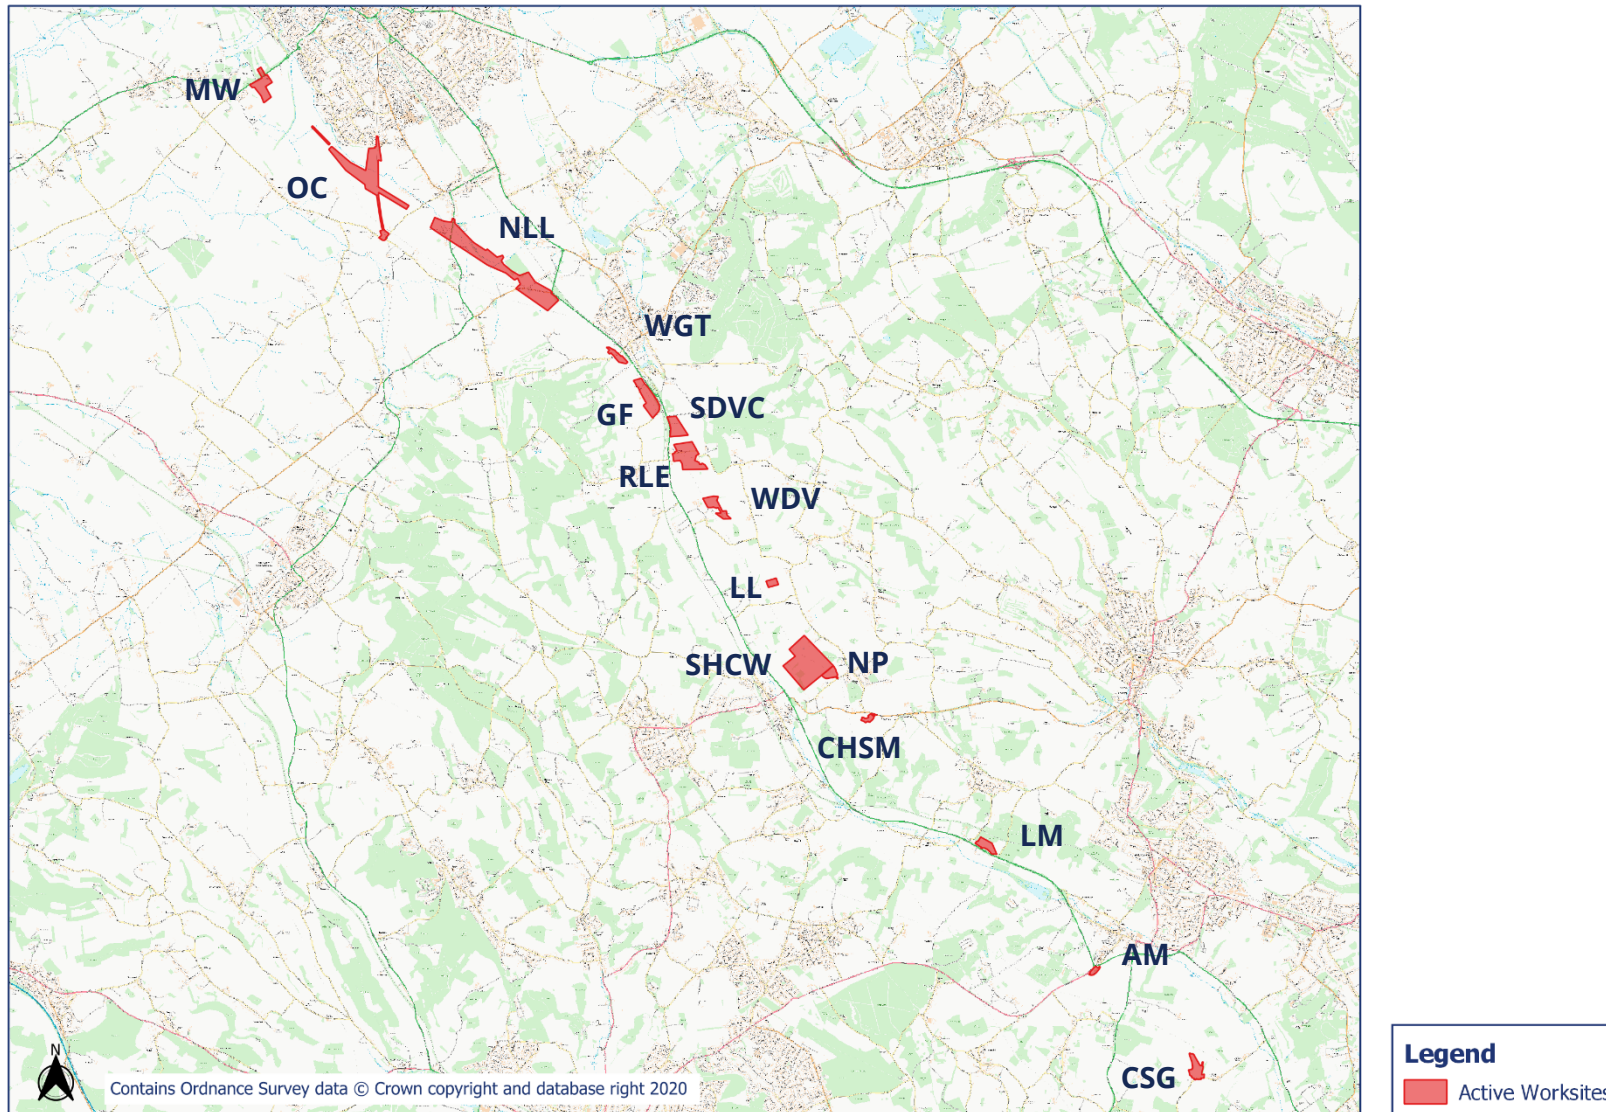 MW
OC
NLL
WGT
GF
SDVC
RLE
WDV
LL
SHCW
NP
CHSM
LM
AM
CSG
N
Contains Ordnance Survey data © Crown copyright and database right 2020
Legend
Active Worksites